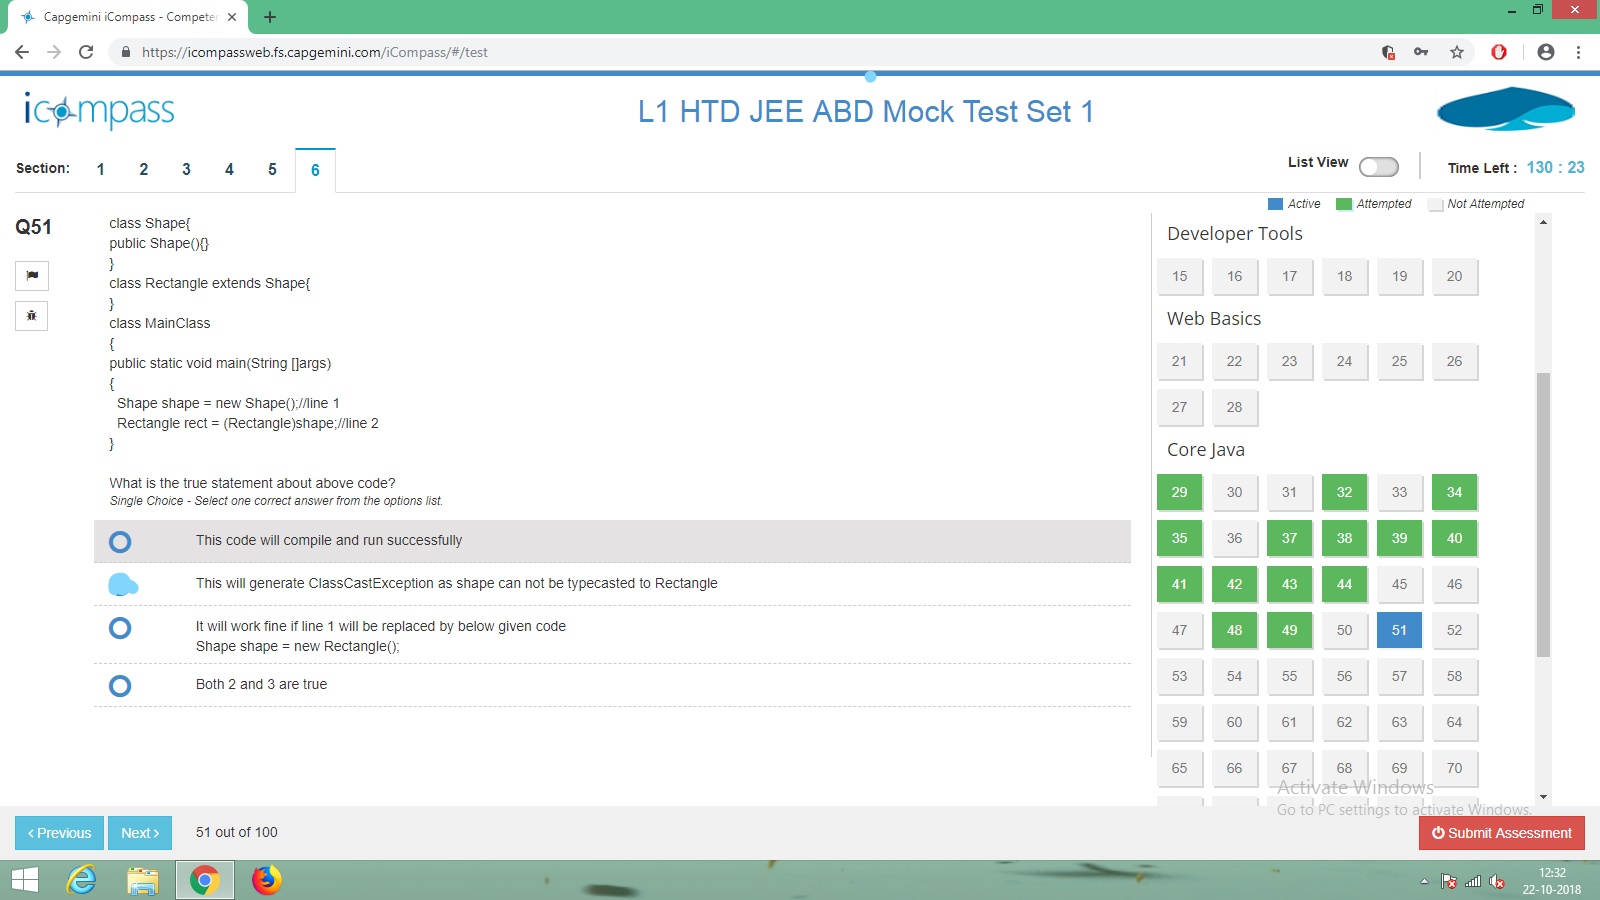 Capgemini iCompass - Competen
https://icompassweb.fs.capgemini.com/iCompass/#/test
icompass
L1 HTD JEE ABD Mock Test Set 1
Section: 1 2 3 4 5 6
List View
Time Left : 130 : 23
Active Attempted Not Attempted
Q51
class Shape{
public Shape(){}
}
class Rectangle extends Shape{
}
class MainClass
{
public static void main(String []args)
{
Shape shape = new Shape();//line 1
Rectangle rect = (Rectangle)shape;//line 2
}
What is the true statement about above code?
Single Choice - Select one correct answer from the options list.
This code will compile and run successfully
This will generate ClassCastException as shape can not be typecasted to Rectangle
It will work fine if line 1 will be replaced by below given code
Shape shape = new Rectangle();
Both 2 and 3 are true
Developer Tools
15 16 17 18 19 20
Web Basics
21 22 23 24 25 26
27 28
Core Java
29 30 31 32 33 34
35 36 37 38 39 40
41 42 43 44 45 46
47 48 49 50 51 52
53 54 55 56 57 58
59 60 61 62 63 64
65 66 67 68 69 70
Activate Windows
Go to PC settings to activate Windows.
Previous Next 51 out of 100
Submit Assessment
12:32
22-10-2018